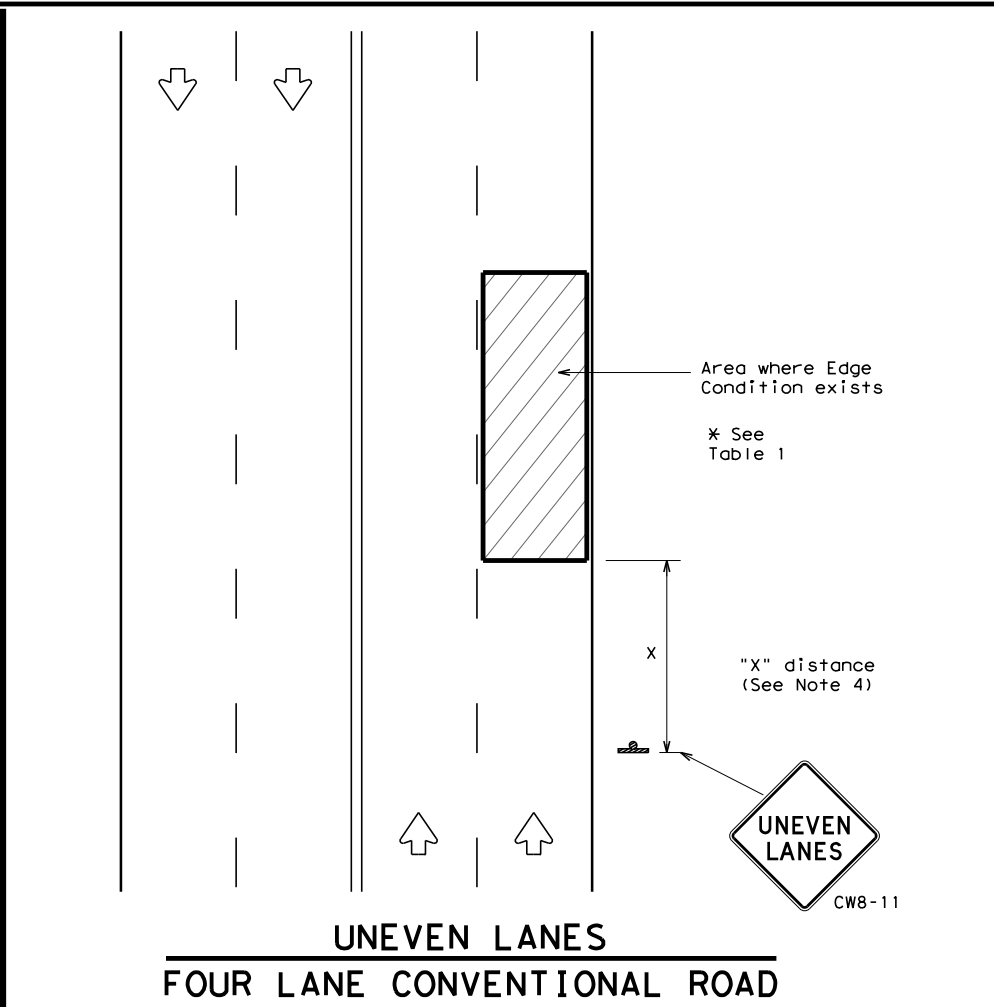 Area where Edge
Condition exists
* See
Table 1
X
"X" distance
(See Note 4)
UNEVEN
LANES
CW8-11
UNEVEN LANES
FOUR LANE CONVENTIONAL ROAD